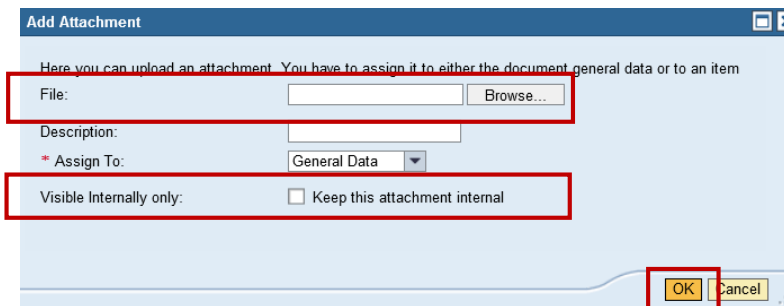 Add Attachment
Here you can upload an attachment. You have to assign it to either the document general data or to an item
File: Browse...
Description:
* Assign To: General Data
Visible Internally only: Keep this attachment internal
OK Cancel